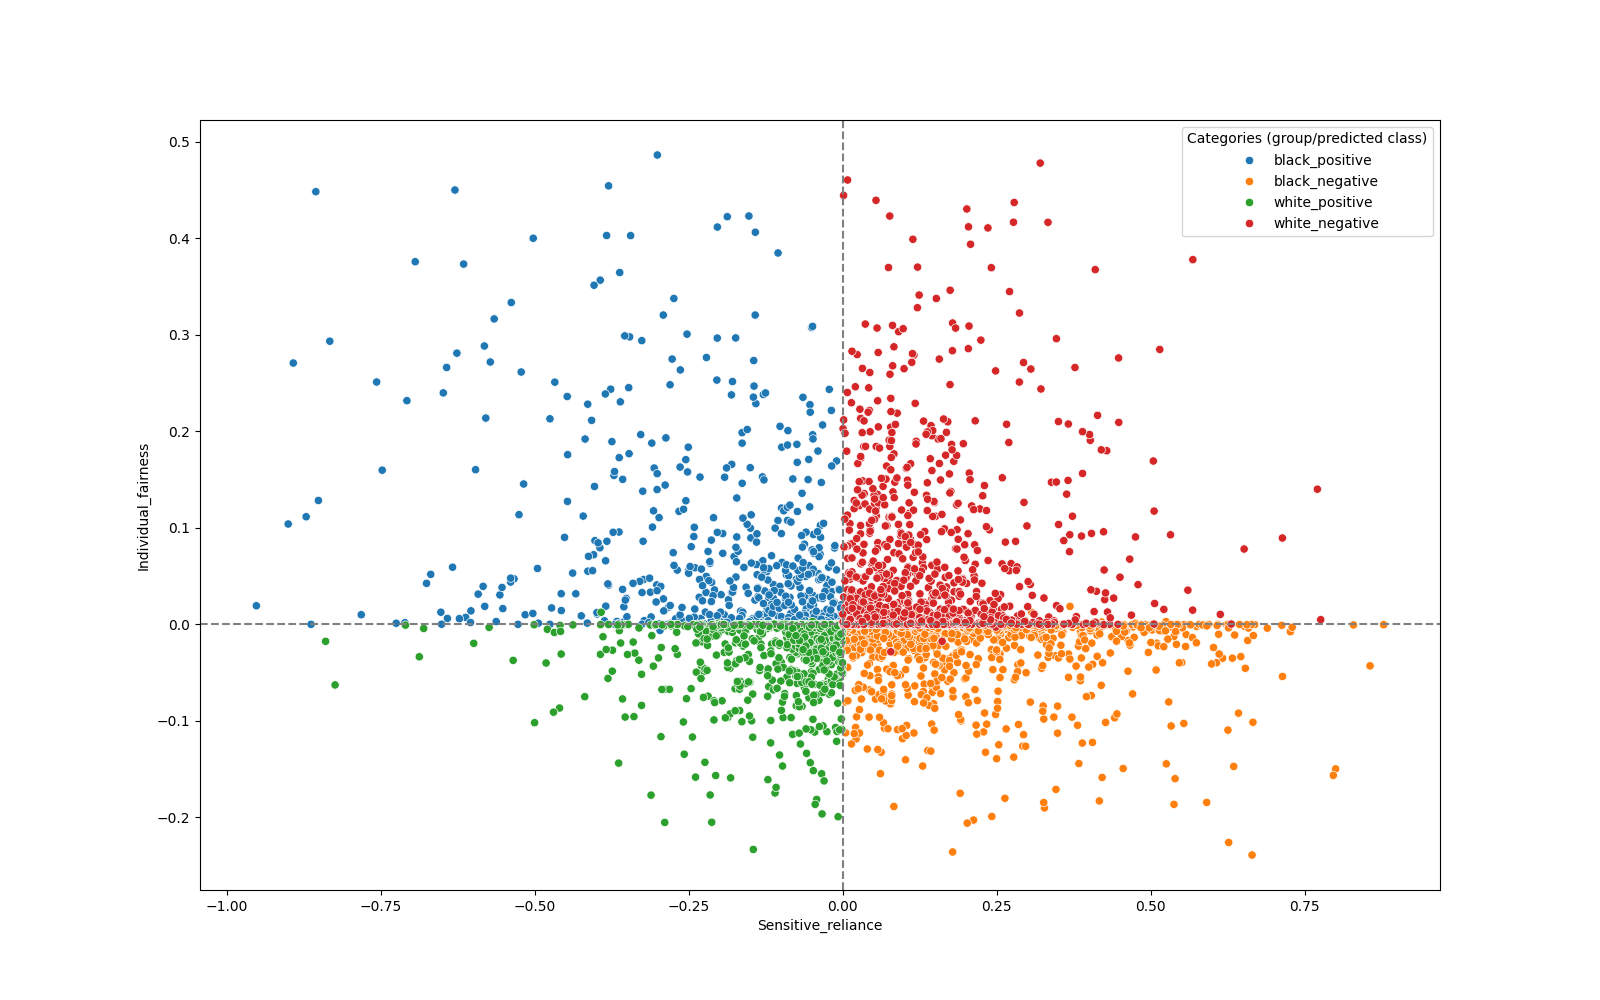 Categories (group/predicted class)
black_positive
black_negative
white_positive
white_negative
0.5
0.4
0.3
0.2
0.1
0.0
−0.1
−0.2
Individual_fairness
−1.00
−0.75
−0.50
−0.25
0.00
0.25
0.50
0.75
Sensitive_reliance